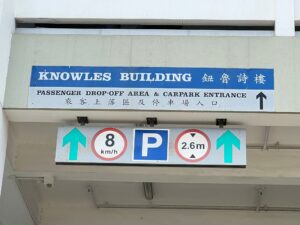 KNOWLES BUILDING 鈕魯詩樓
PASSENGER DROP-OFF AREA & CARPARK ENTRANCE
乘客上落區及停車場入口
8 km/h P 2.6m